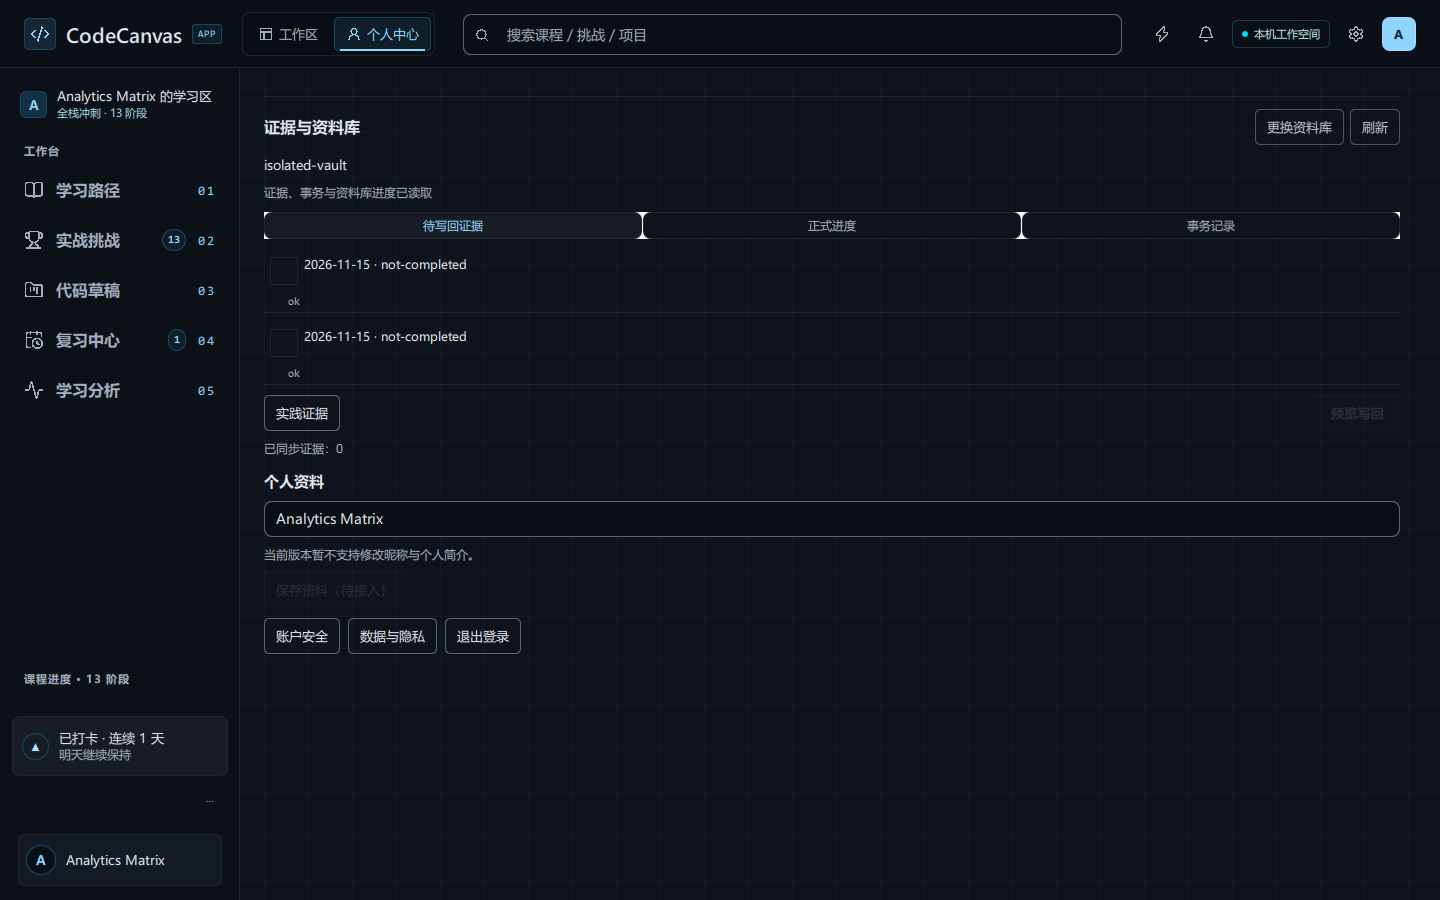 CodeCanvas APP
工作区
个人中心
搜索课程 / 挑战 / 项目
本机工作空间
A
A
Analytics Matrix 的学习区
全栈冲刺 · 13 阶段
工作台
学习路径 01
实战挑战 13 02
代码草稿 03
复习中心 1 04
学习分析 05
课程进度 • 13 阶段
已打卡 · 连续 1 天
明天继续保持
...
A Analytics Matrix
证据与资料库
更换资料库
刷新
isolated-vault
证据、事务与资料库进度已读取
待写回证据
正式进度
事务记录
2026-11-15 · not-completed
ok
2026-11-15 · not-completed
ok
实践证据
预览写回
已同步证据：0
个人资料
Analytics Matrix
当前版本暂不支持修改昵称与个人简介。
保存资料（待接入）
账户安全
数据与隐私
退出登录